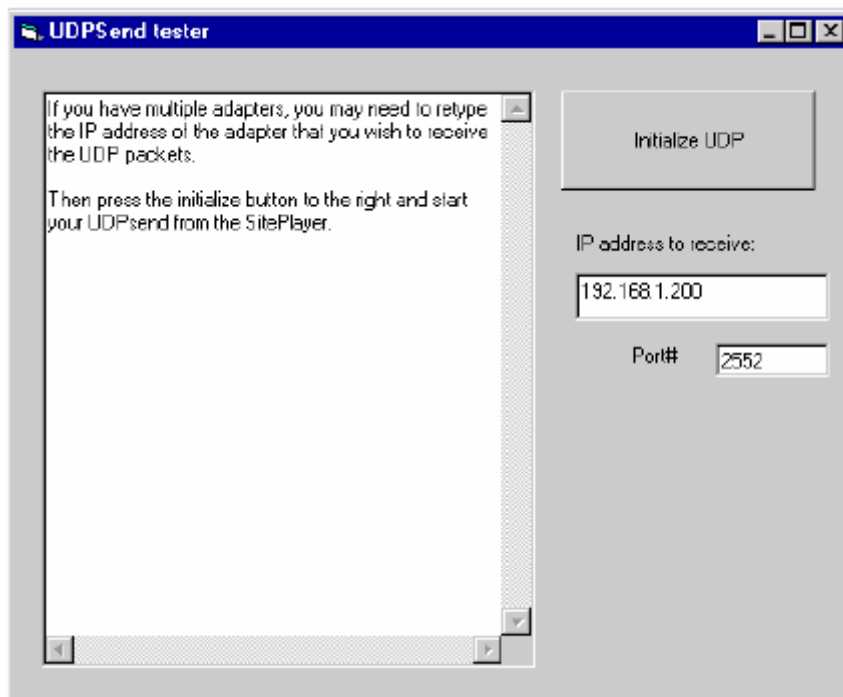 UDPSend tester
If you have multiple adapters, you may need to retype
the IP address of the adapter that you wish to receive
the UDP packets.
Then press the initialize button to the right and start
your UDPsend from the SitePlayer.
Initialize UDP
IP address to receive:
192.168.1.200
Port#
2552